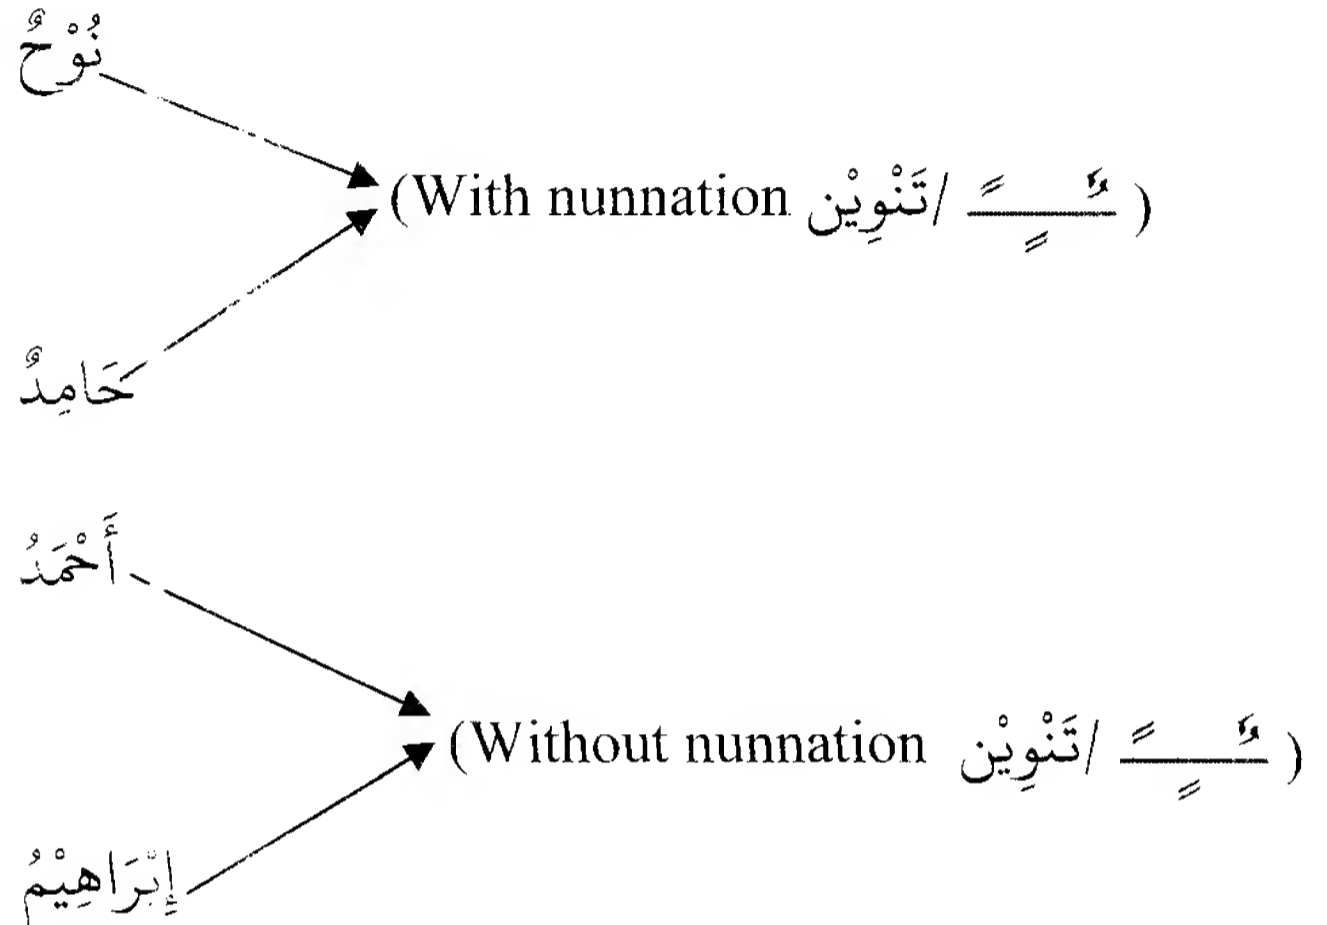 نُوْحٌ
(With nunnation تَنْوِيْن/ ـًـٍـٌ )
حَامِدٌ
أَحْمَدُ
(Without nunnation تَنْوِيْن/ ـًـٍـٌ )
إِبْرَاهِيْمُ